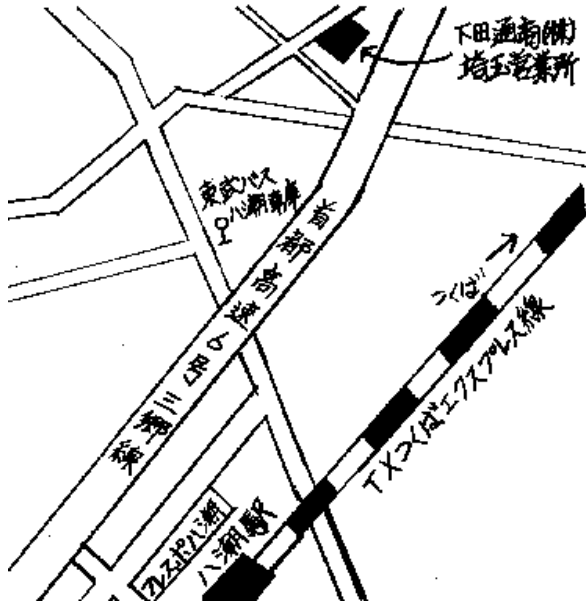 下田通商(株)
埼玉営業所
東武バス
八潮車庫
首都高速6号三郷線
つくば
TXつくばエクスプレス線
フレスポ八潮
八潮駅